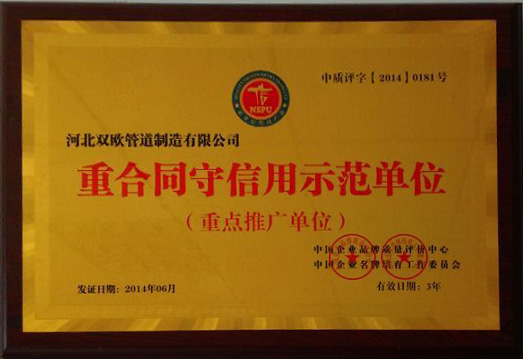 中质评字【2014】0181号
NSPU
河北双欧管道制造有限公司
重合同守信用示范单位
（重点推广单位）
中国企业品牌质量评价中心
中国企业名牌培育工作委员会
发证日期：2014年06月
有效日期：3年